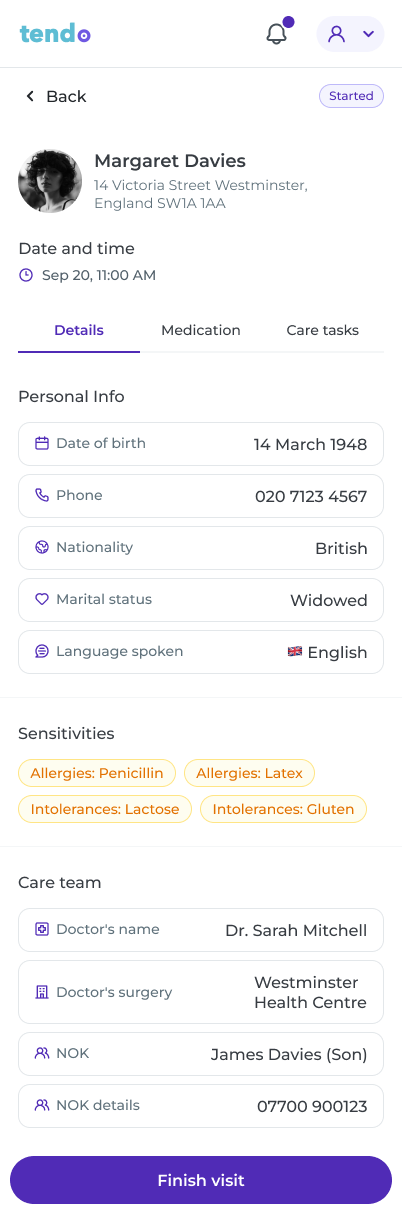 tendo
Back
Started
Margaret Davies
14 Victoria Street Westminster,
England SW1A 1AA
Date and time
Sep 20, 11:00 AM
Details
Medication
Care tasks
Personal Info
Date of birth
14 March 1948
Phone
020 7123 4567
Nationality
British
Marital status
Widowed
Language spoken
English
Sensitivities
Allergies: Penicillin
Allergies: Latex
Intolerances: Lactose
Intolerances: Gluten
Care team
Doctor's name
Dr. Sarah Mitchell
Doctor's surgery
Westminster
Health Centre
NOK
James Davies (Son)
NOK details
07700 900123
Finish visit